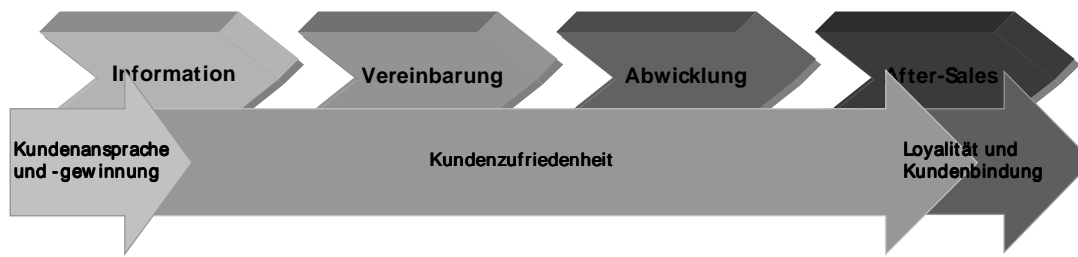 Information
Vereinbarung
Abwicklung
After-Sales
Kundenansprache
und -gewinnung
Kundenzufriedenheit
Loyalität und
Kundenbindung